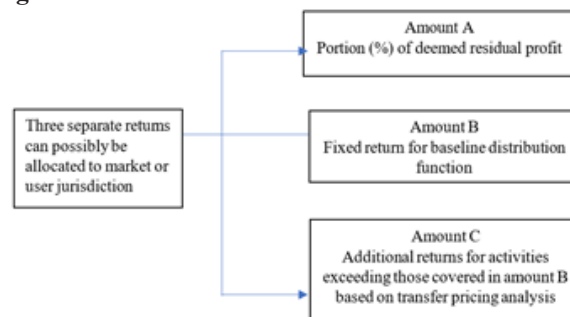 Amount A
Portion (%) of deemed residual profit
Three separate returns
can possibly be
allocated to market or
user jurisdiction
Amount B
Fixed return for baseline distribution
function
Amount C
Additional returns for activities
exceeding those covered in amount B
based on transfer pricing analysis